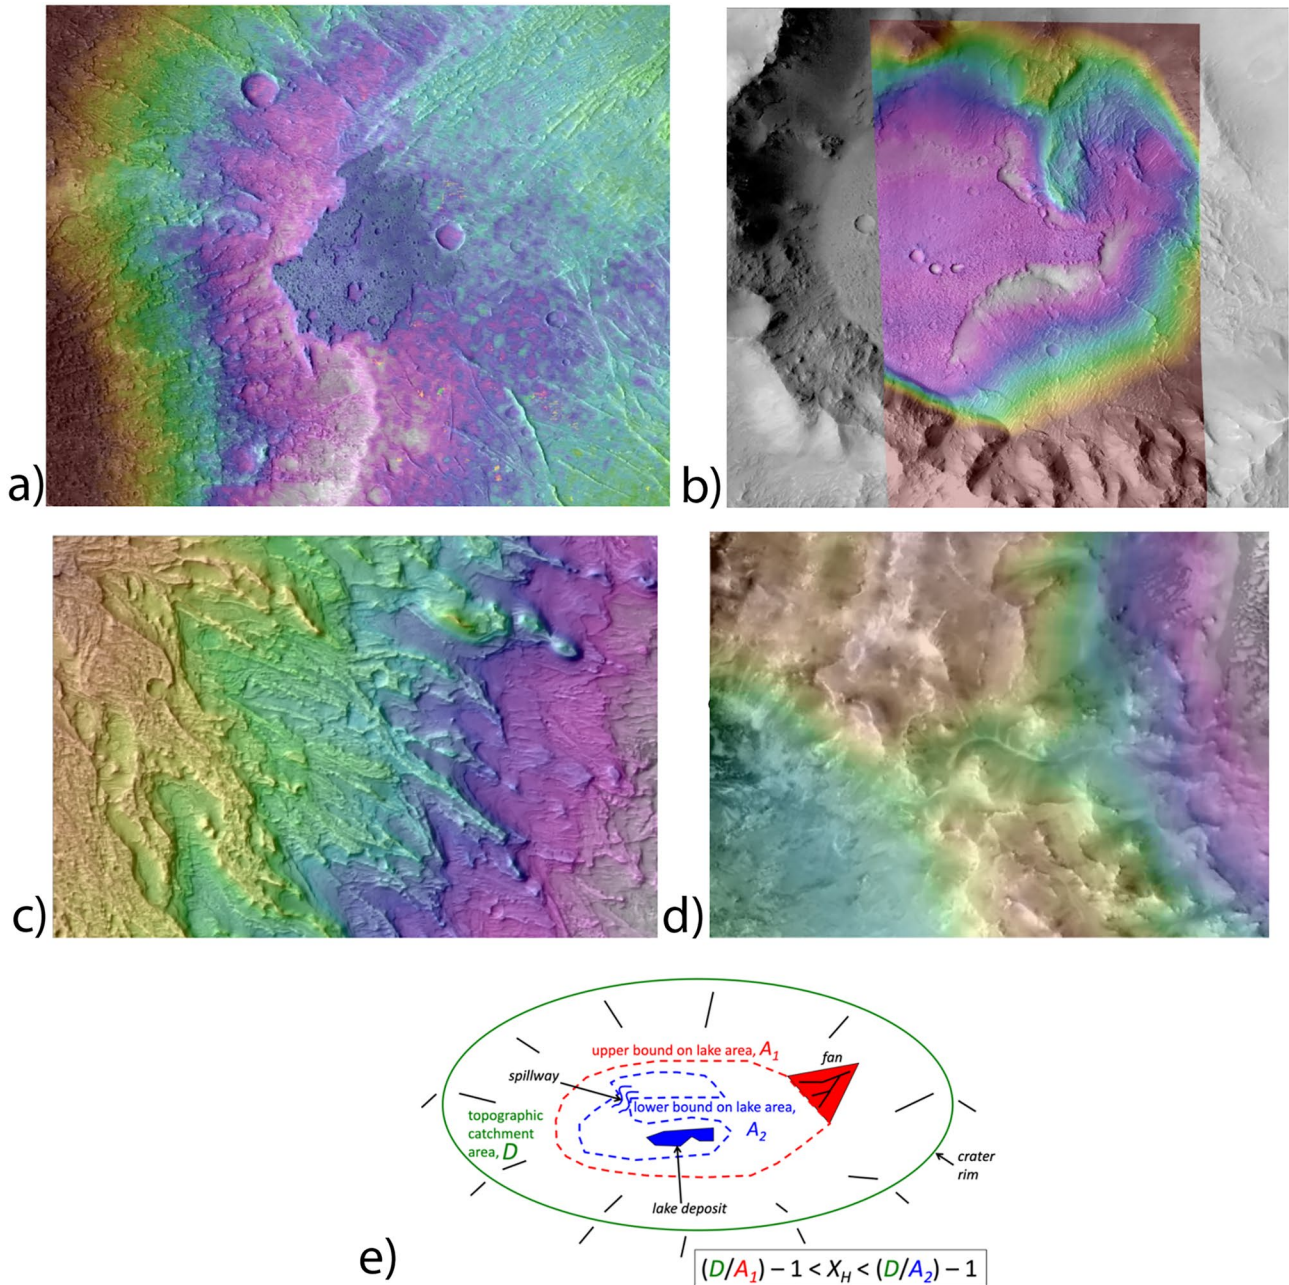 a)
b)
c)
d)
upper bound on lake area, A₁
fan
spillway
lower bound on lake area,
A₂
topographic
catchment
area, D
crater
rim
lake deposit
e)
(D/A₁) – 1 < X_H < (D/A₂) – 1